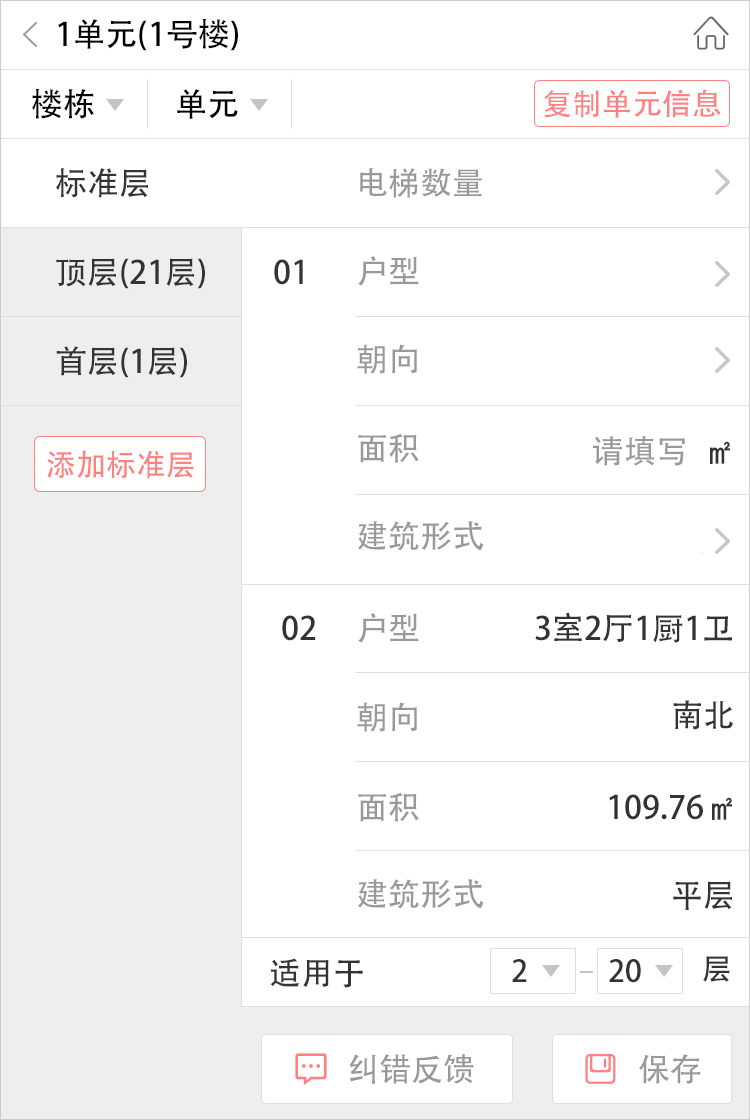 1单元(1号楼)
楼栋 单元 复制单元信息
标准层 电梯数量
顶层(21层) 01 户型
首层(1层) 朝向
添加标准层 面积 请填写 ㎡
建筑形式
02 户型 3室2厅1厨1卫
朝向 南北
面积 109.76㎡
建筑形式 平层
适用于 2 – 20 层
纠错反馈 保存